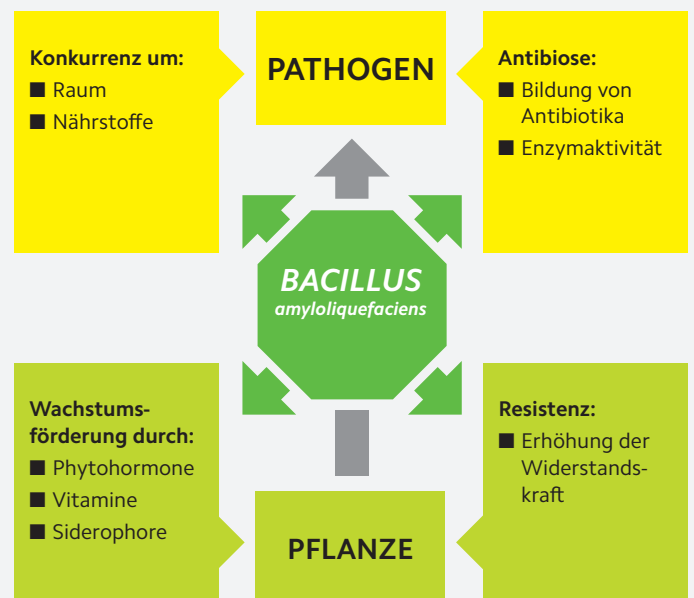 Konkurrenz um:
■ Raum
■ Nährstoffe
PATHOGEN
Antibiose:
■ Bildung von
Antibiotika
■ Enzymaktivität
BACILLUS
amyloliquefaciens
Wachstums-
förderung durch:
■ Phytohormone
■ Vitamine
■ Siderophore
PFLANZE
Resistenz:
■ Erhöhung der
Widerstands-
kraft